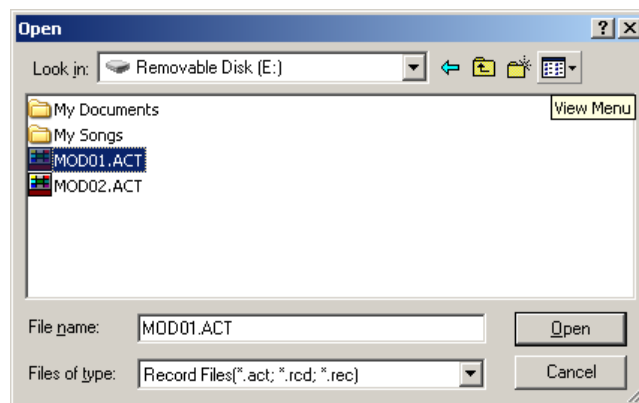 Open
Look in: Removable Disk (E:)
My Documents
View Menu
My Songs
MOD01.ACT
MOD02.ACT
File name: MOD01.ACT Open
Files of type: Record Files(*.act; *.rcd; *.rec) Cancel